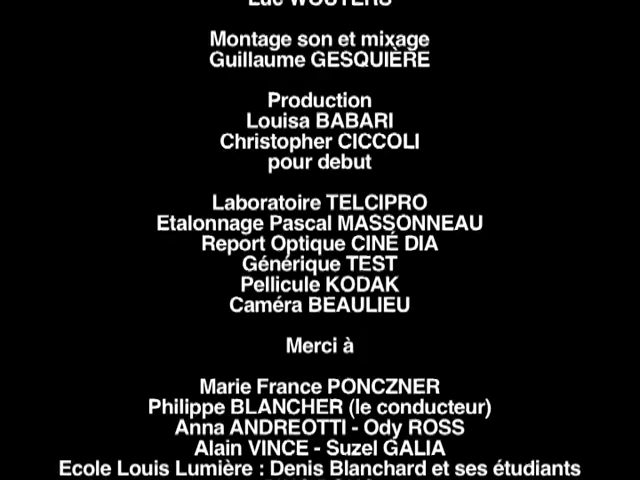 Luc WOUTERS
Montage son et mixage
Guillaume GESQUIÈRE
Production
Louisa BABARI
Christopher CICCOLI
pour debut
Laboratoire TELCIPRO
Etalonnage Pascal MASSONNEAU
Report Optique CINÉ DIA
Générique TEST
Pellicule KODAK
Caméra BEAULIEU
Merci à
Marie France PONCZNER
Philippe BLANCHER (le conducteur)
Anna ANDREOTTI - Ody ROSS
Alain VINCE - Suzel GALIA
Ecole Louis Lumière : Denis Blanchard et ses étudiants